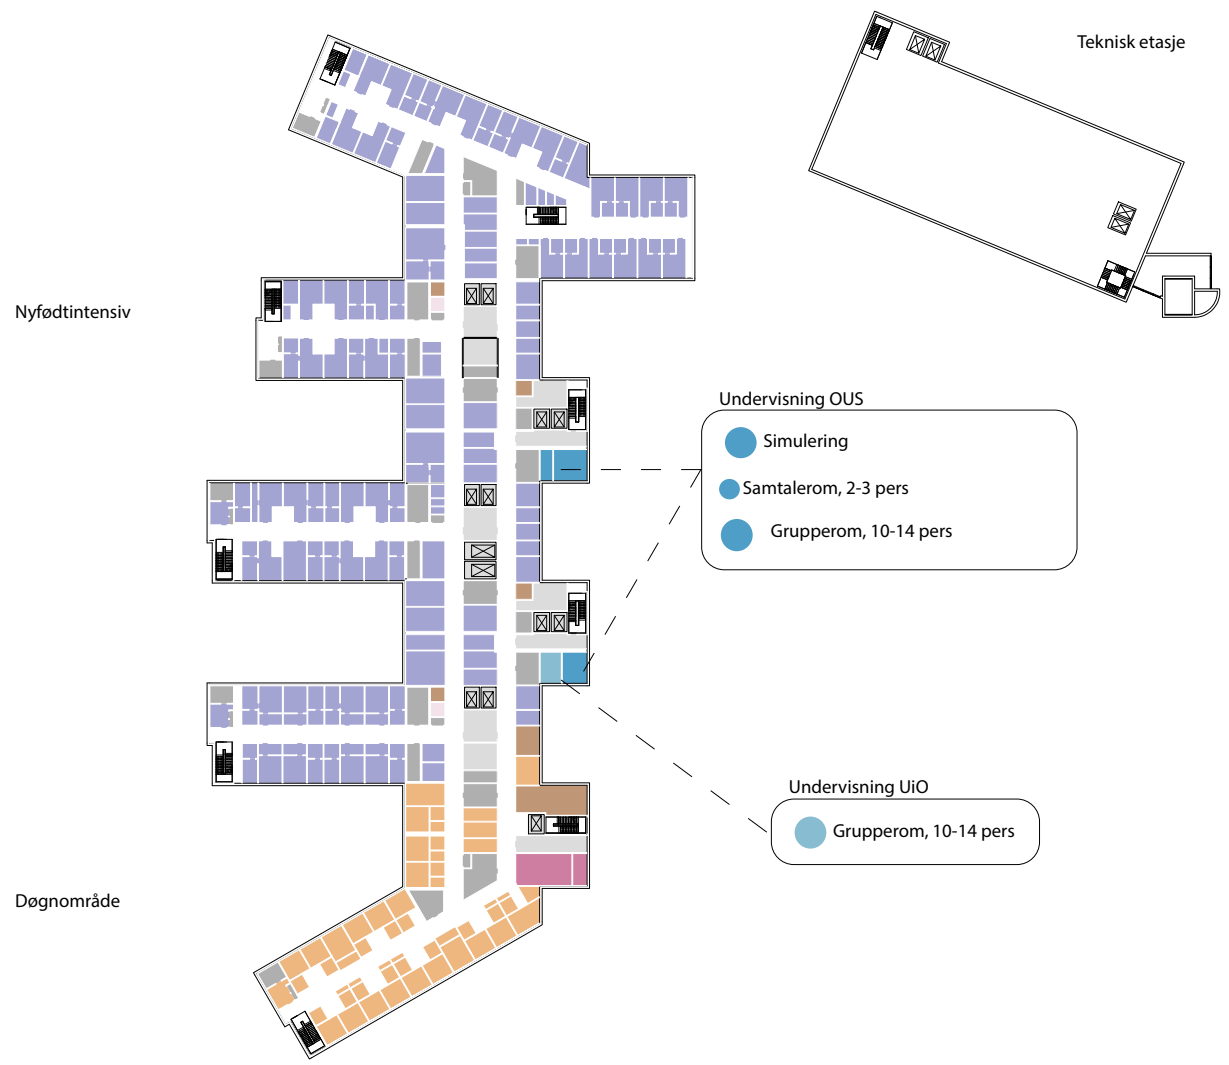 Teknisk etasje
Nyfødtintensiv
Undervisning OUS
Simulering
Samtalerom, 2-3 pers
Grupperom, 10-14 pers
Undervisning UiO
Grupperom, 10-14 pers
Døgnområde